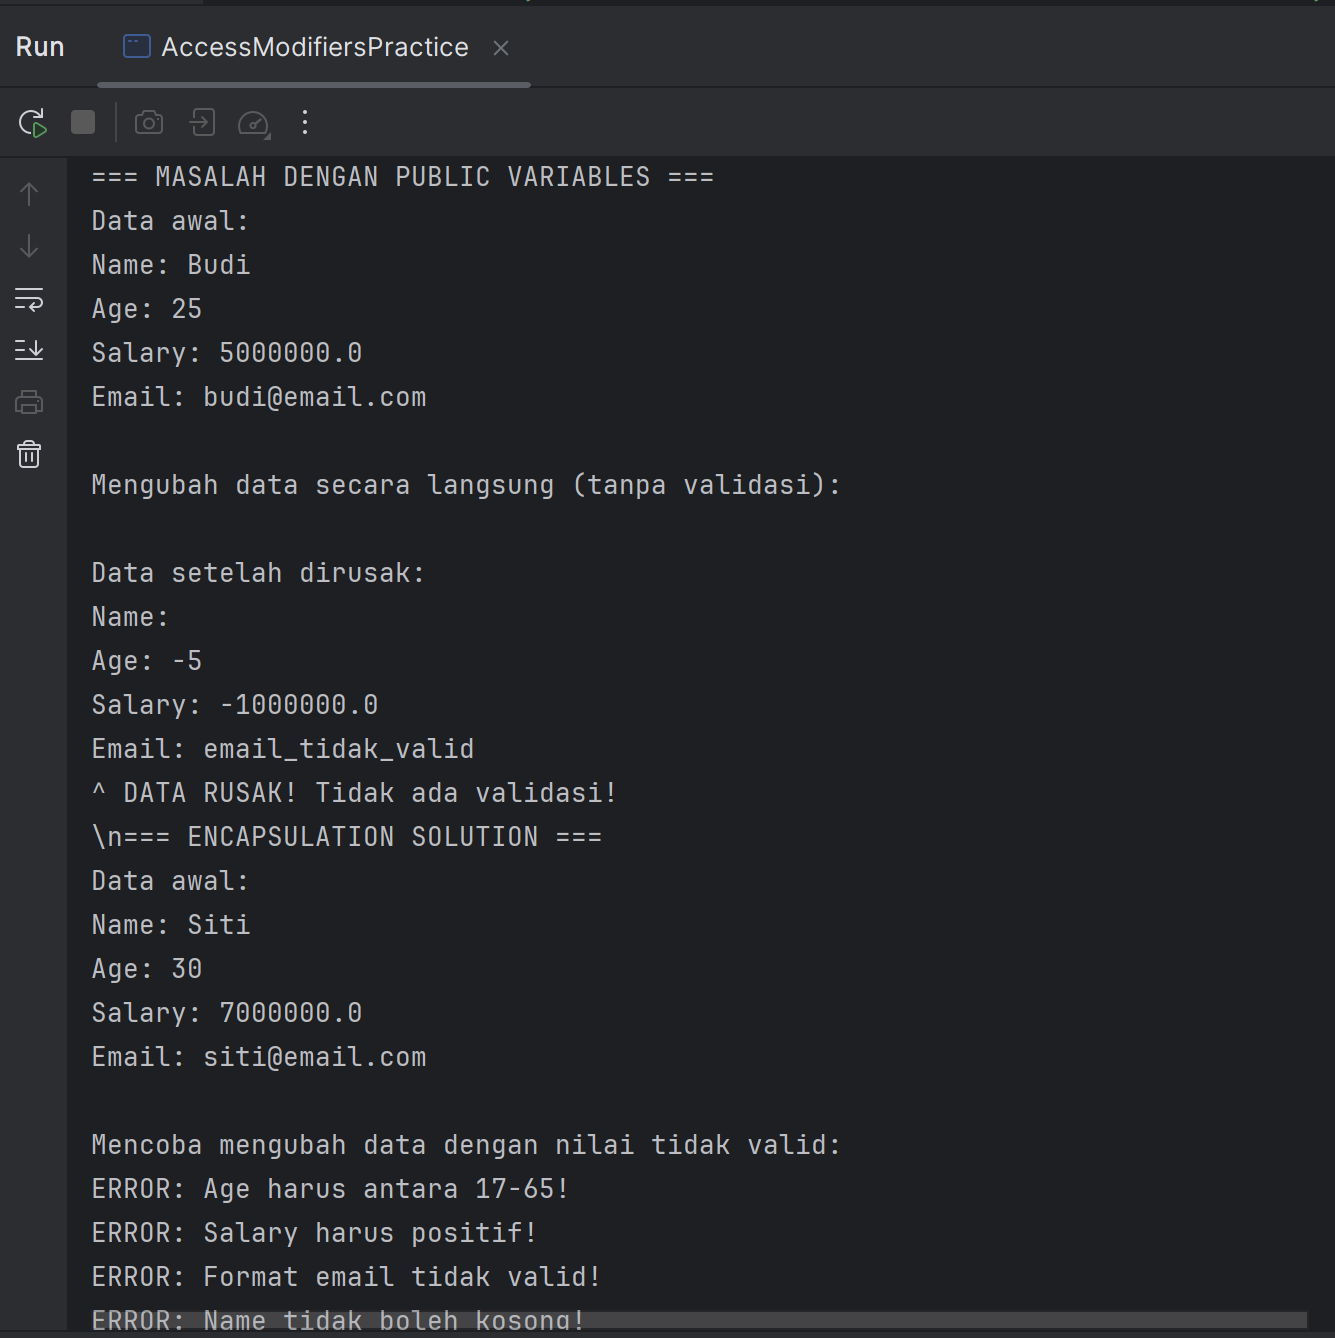 Run AccessModifiersPractice
=== MASALAH DENGAN PUBLIC VARIABLES ===
Data awal:
Name: Budi
Age: 25
Salary: 5000000.0
Email: budi@email.com
Mengubah data secara langsung (tanpa validasi):
Data setelah dirusak:
Name:
Age: -5
Salary: -1000000.0
Email: email_tidak_valid
^ DATA RUSAK! Tidak ada validasi!
\n=== ENCAPSULATION SOLUTION ===
Data awal:
Name: Siti
Age: 30
Salary: 7000000.0
Email: siti@email.com
Mencoba mengubah data dengan nilai tidak valid:
ERROR: Age harus antara 17-65!
ERROR: Salary harus positif!
ERROR: Format email tidak valid!
ERROR: Name tidak boleh kosong!